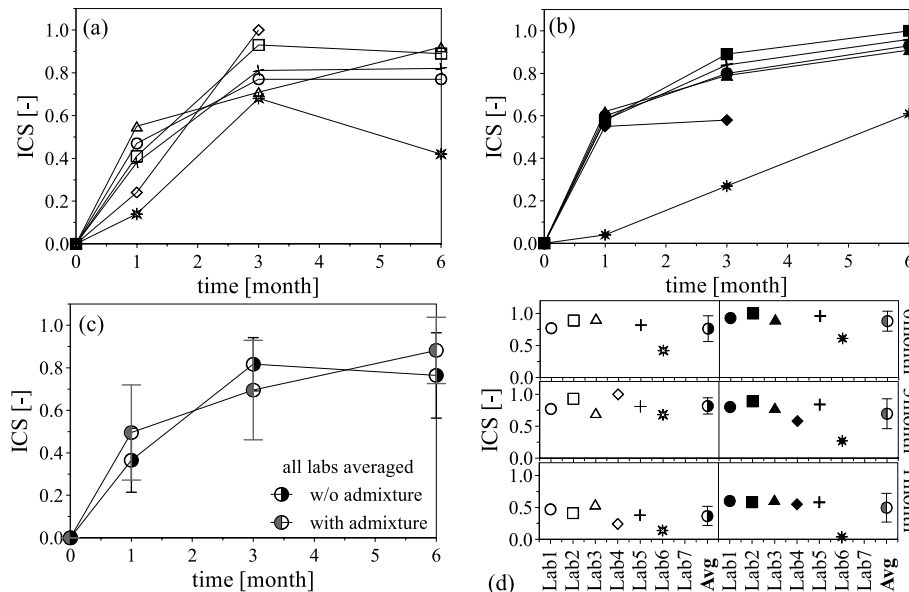 (a)
ICS [-]
1.0
0.8
0.6
0.4
0.2
0.0
0 1 2 3 4 5 6
time [month]
(b)
ICS [-]
1.0
0.8
0.6
0.4
0.2
0.0
0 1 2 3 4 5 6
time [month]
(c)
ICS [-]
1.0
0.8
0.6
0.4
0.2
0.0
all labs averaged
w/o admixture
with admixture
0 1 2 3 4 5 6
time [month]
ICS [-]
1.0
0.5
0.0
1.0
0.5
0.0
1.0
0.5
0.0
(d)
Lab1 Lab2 Lab3 Lab4 Lab5 Lab6 Lab7 Avg Lab1 Lab2 Lab3 Lab4 Lab5 Lab6 Lab7 Avg